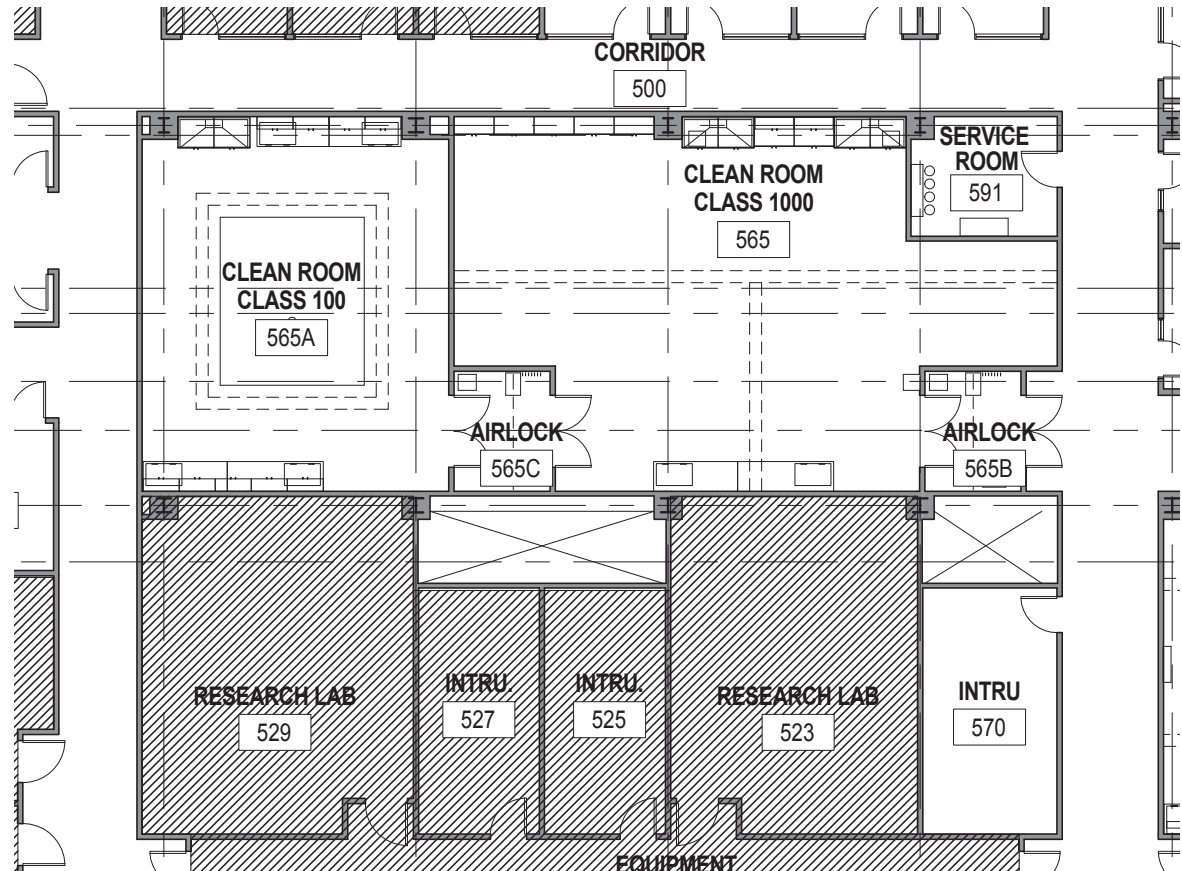 CORRIDOR
500
SERVICE
ROOM
591
CLEAN ROOM
CLASS 1000
565
CLEAN ROOM
CLASS 100
565A
AIRLOCK
565C
AIRLOCK
565B
RESEARCH LAB
529
INTRU.
527
INTRU.
525
RESEARCH LAB
523
INTRU
570
EQUIPMENT